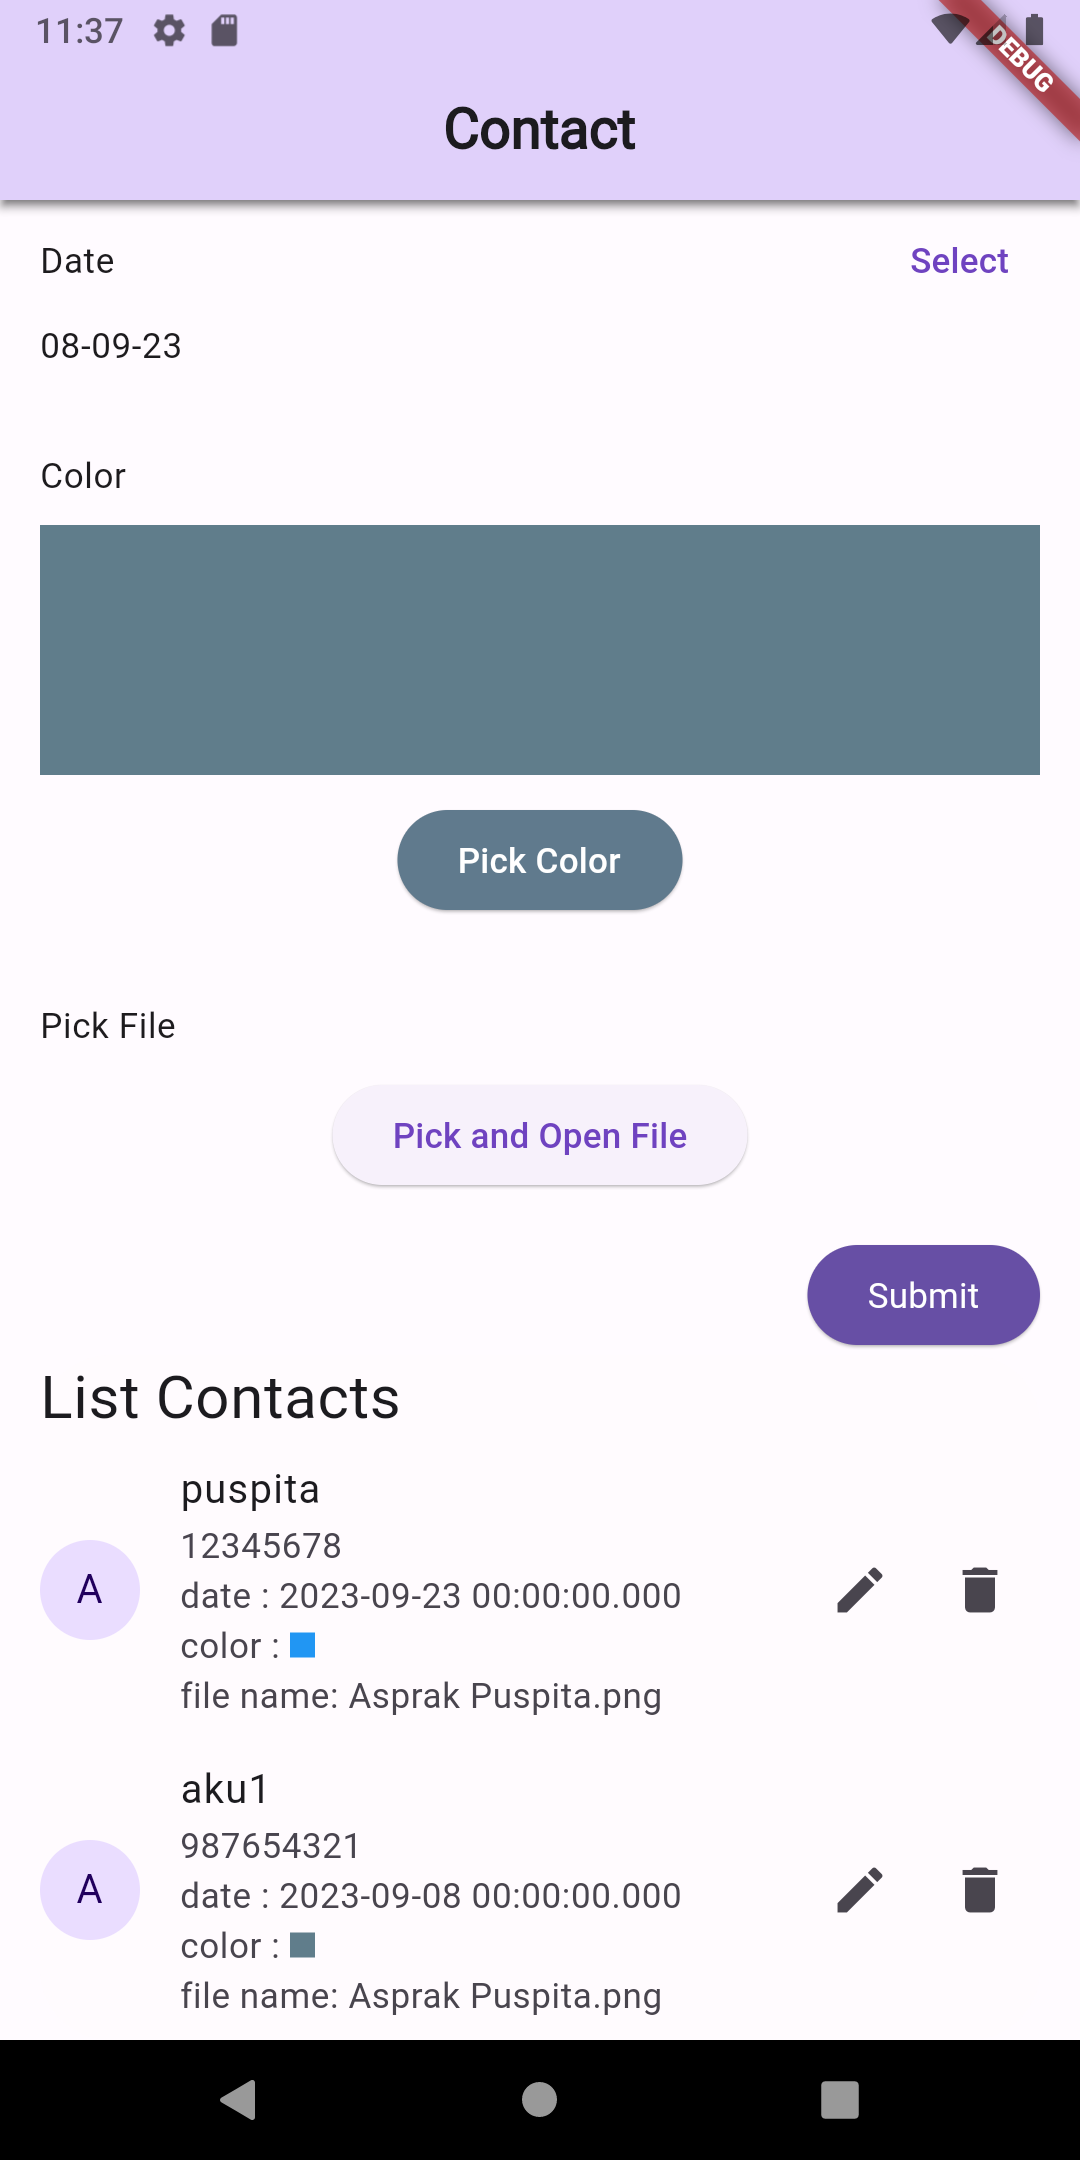 11:37
DEBUG
Contact
Date Select
08-09-23
Color
Pick Color
Pick File
Pick and Open File
Submit
List Contacts
puspita
12345678
A
date : 2023-09-23 00:00:00.000
color :
file name: Asprak Puspita.png
aku1
987654321
A
date : 2023-09-08 00:00:00.000
color :
file name: Asprak Puspita.png